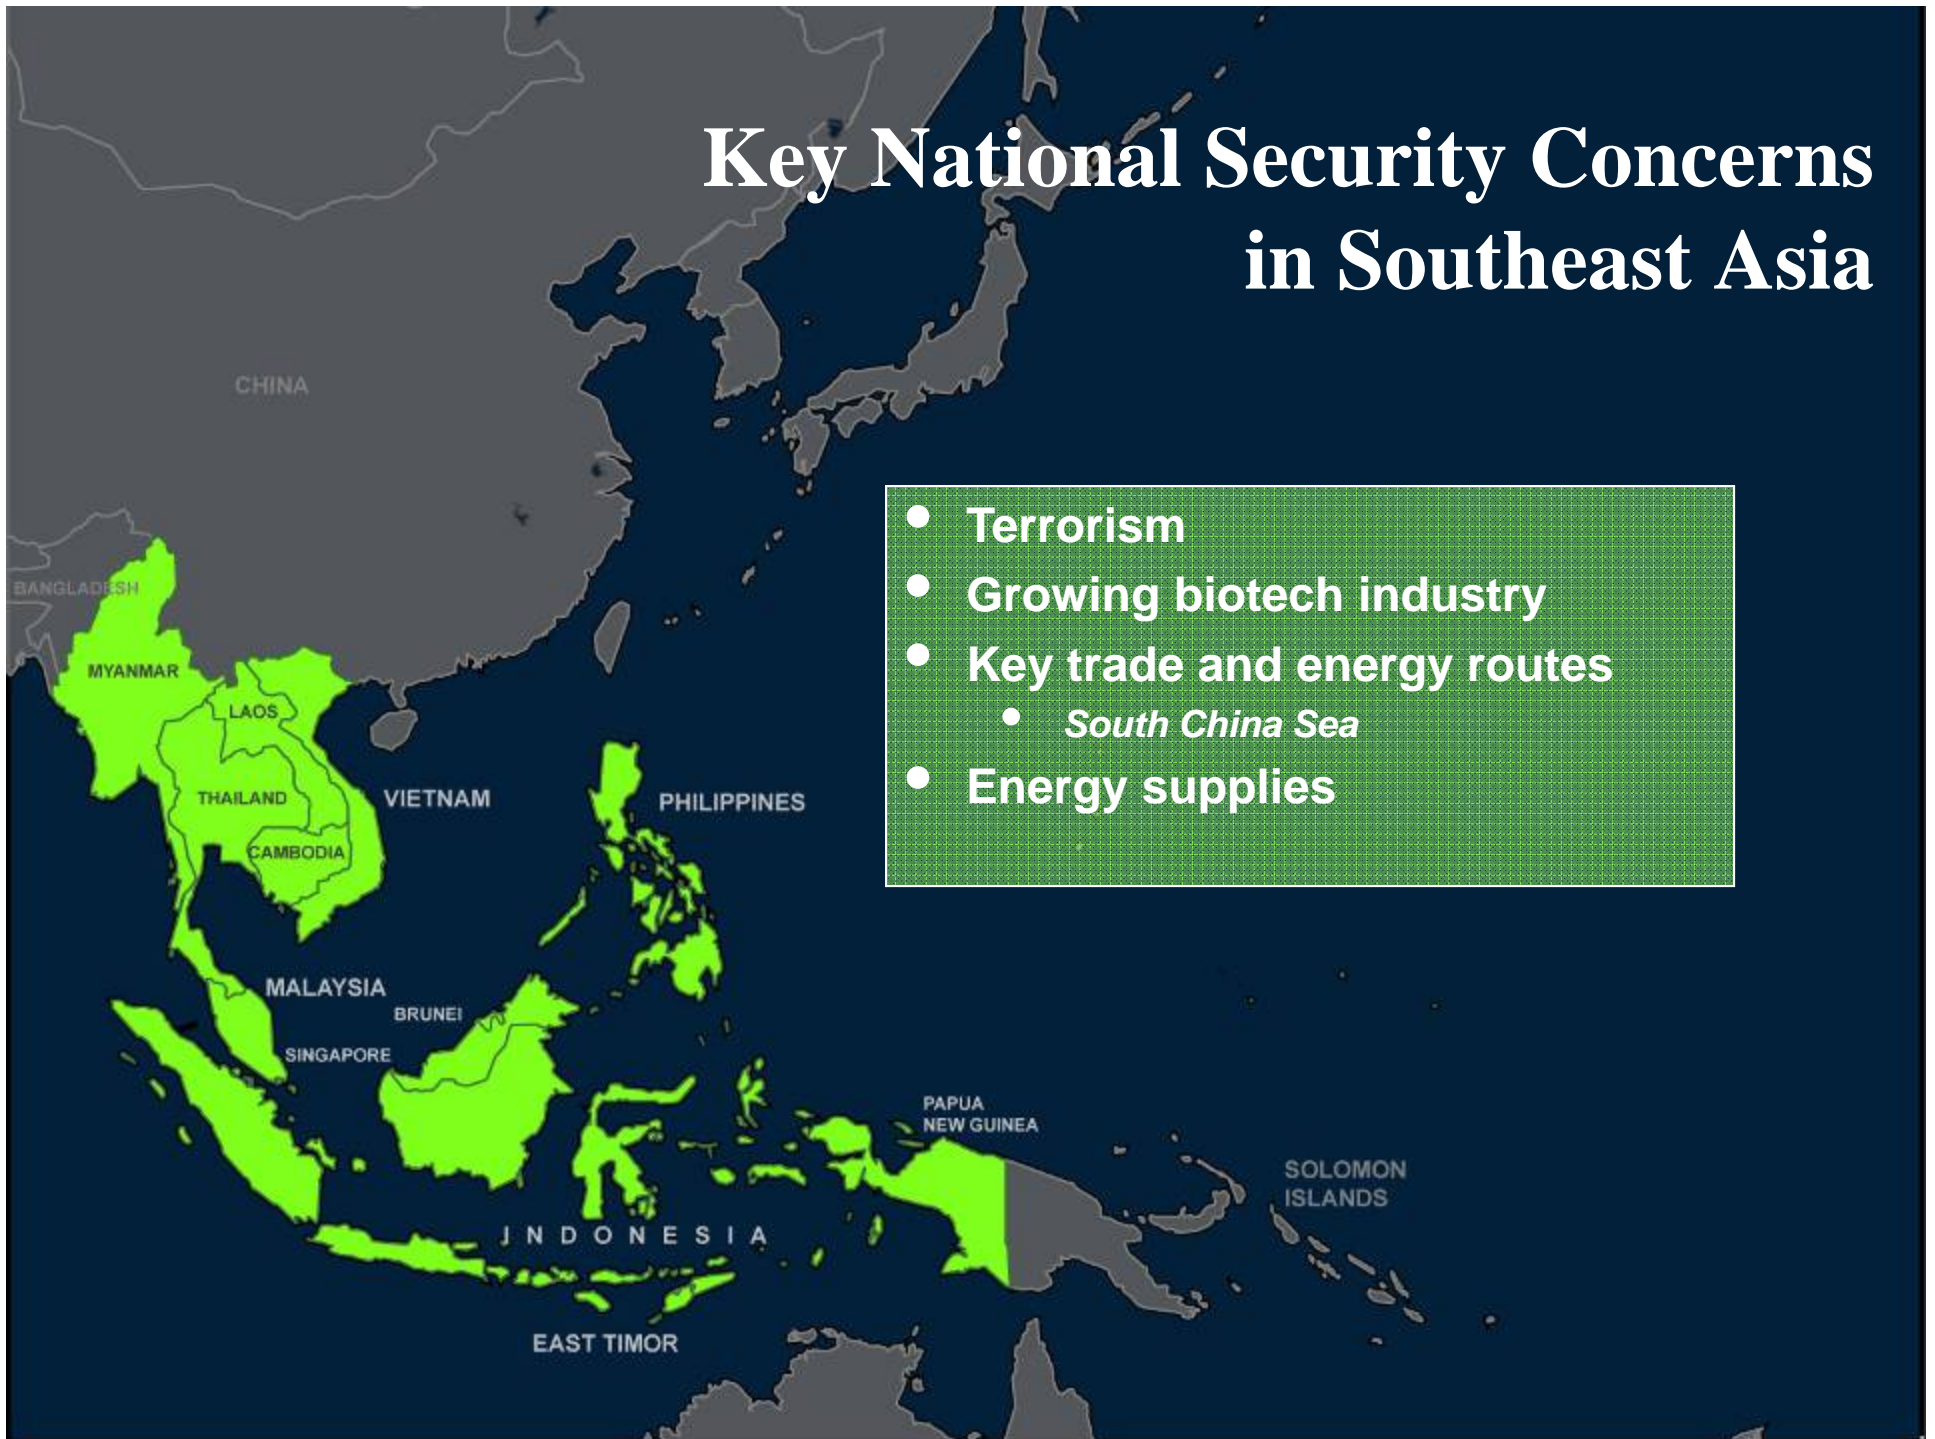 Key National Security Concerns
in Southeast Asia
CHINA
• Terrorism
• Growing biotech industry
• Key trade and energy routes
• South China Sea
• Energy supplies
BANGLADESH
MYANMAR
LAOS
THAILAND
VIETNAM
PHILIPPINES
CAMBODIA
MALAYSIA
BRUNEI
SINGAPORE
PAPUA
NEW GUINEA
SOLOMON
ISLANDS
INDONESIA
EAST TIMOR